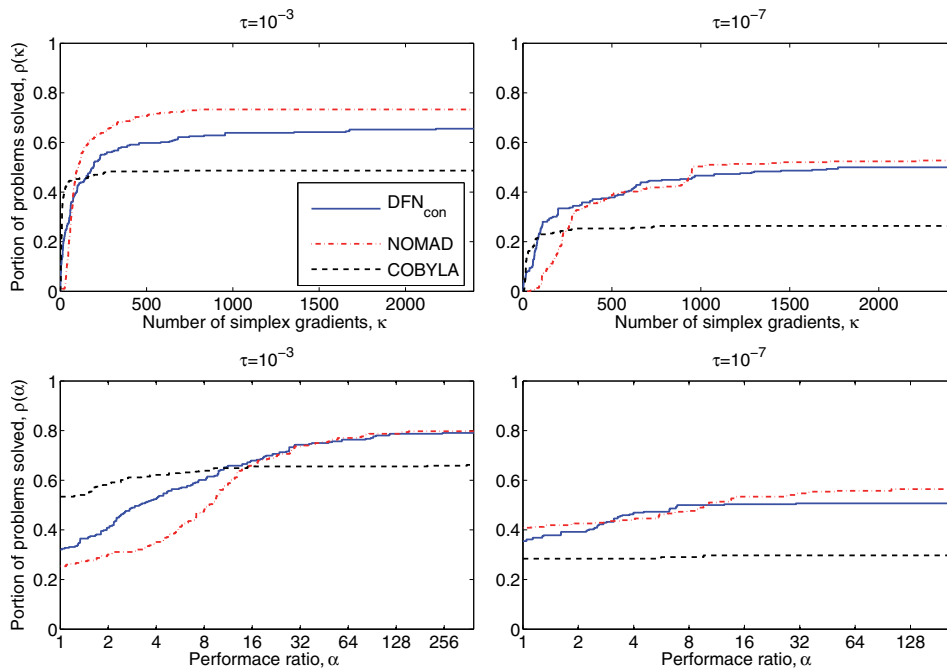 τ=10⁻³
Portion of problems solved, ρ(κ)
1
0.8
0.6
0.4
0.2
0
0 500 1000 1500 2000
Number of simplex gradients, κ
DFN_con
NOMAD
COBYLA
τ=10⁻⁷
1
0.8
0.6
0.4
0.2
0
0 500 1000 1500 2000
Number of simplex gradients, κ
τ=10⁻³
Portion of problems solved, ρ(α)
1
0.8
0.6
0.4
0.2
0
1 2 4 8 16 32 64 128 256
Performace ratio, α
τ=10⁻⁷
1
0.8
0.6
0.4
0.2
0
1 2 4 8 16 32 64 128
Performace ratio, α